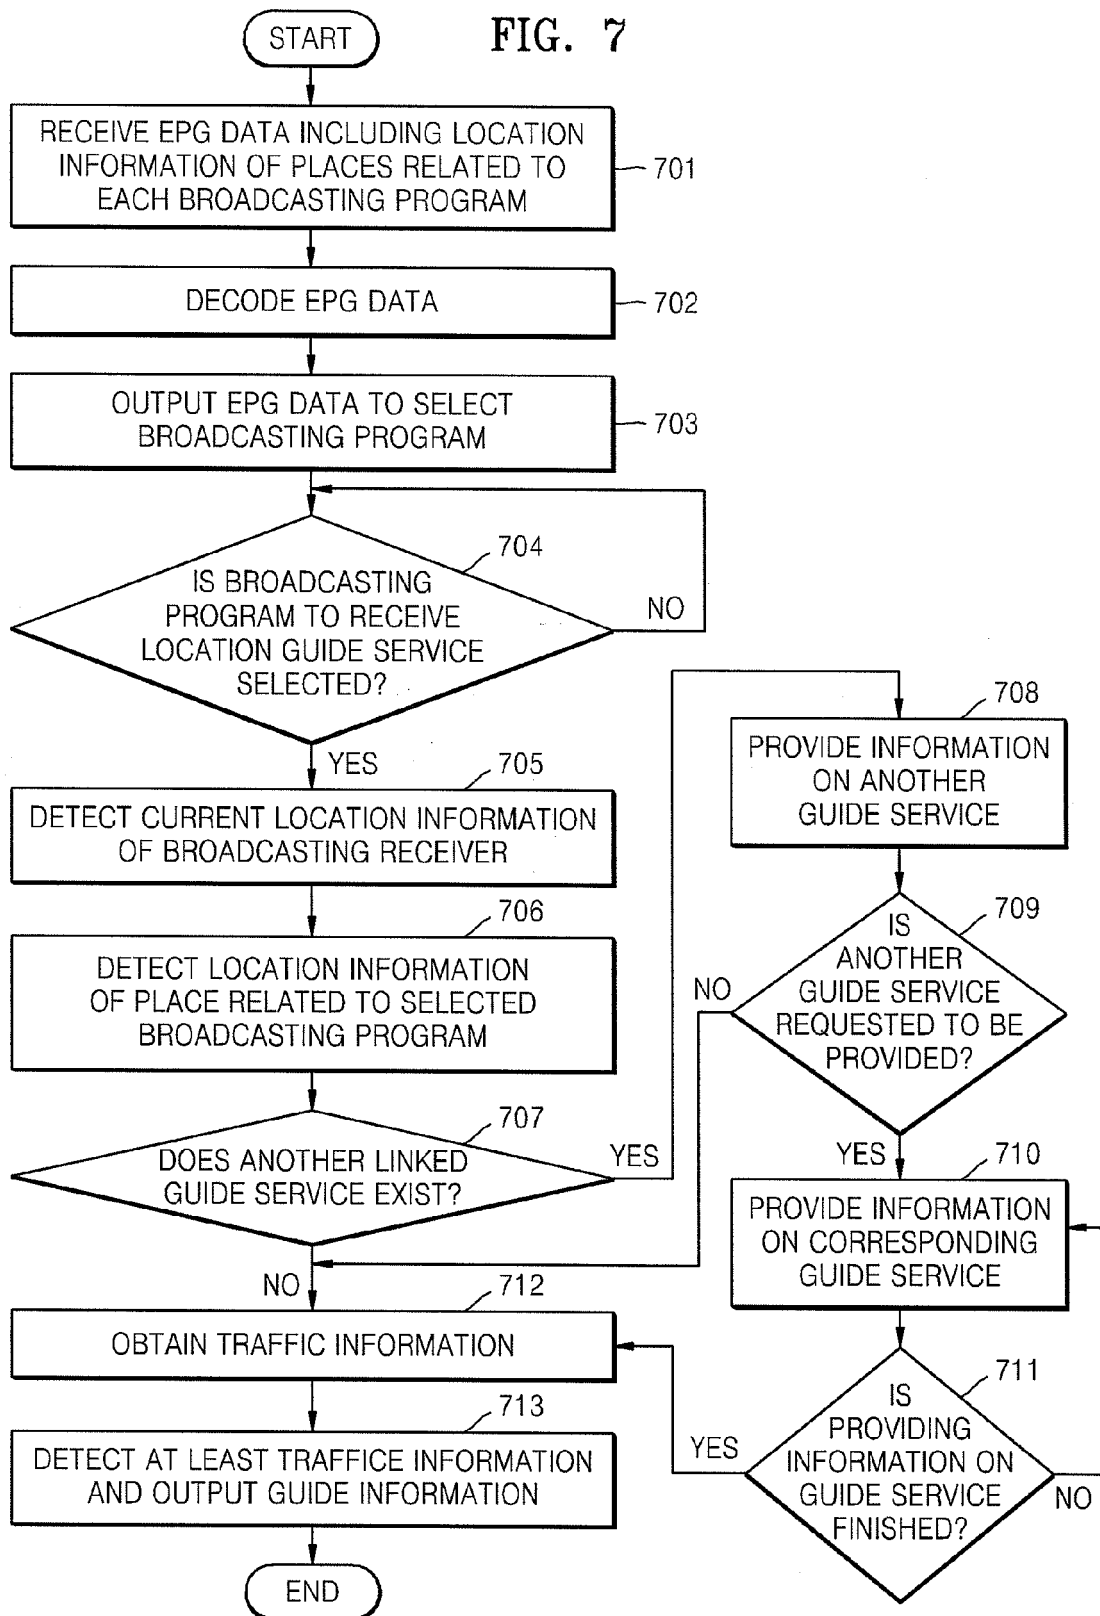 FIG. 7
START
RECEIVE EPG DATA INCLUDING LOCATION
INFORMATION OF PLACES RELATED TO
EACH BROADCASTING PROGRAM
701
DECODE EPG DATA
702
OUTPUT EPG DATA TO SELECT
BROADCASTING PROGRAM
703
704
IS BROADCASTING
PROGRAM TO RECEIVE
LOCATION GUIDE SERVICE
SELECTED?
NO
YES
705
DETECT CURRENT LOCATION INFORMATION
OF BROADCASTING RECEIVER
706
DETECT LOCATION INFORMATION
OF PLACE RELATED TO SELECTED
BROADCASTING PROGRAM
707
DOES ANOTHER LINKED
GUIDE SERVICE EXIST?
YES
NO
708
PROVIDE INFORMATION
ON ANOTHER
GUIDE SERVICE
709
IS
ANOTHER
GUIDE SERVICE
REQUESTED TO BE
PROVIDED?
NO
YES
710
PROVIDE INFORMATION
ON CORRESPONDING
GUIDE SERVICE
711
IS
PROVIDING
INFORMATION ON
GUIDE SERVICE
FINISHED?
YES
NO
712
OBTAIN TRAFFIC INFORMATION
713
DETECT AT LEAST TRAFFICE INFORMATION
AND OUTPUT GUIDE INFORMATION
END